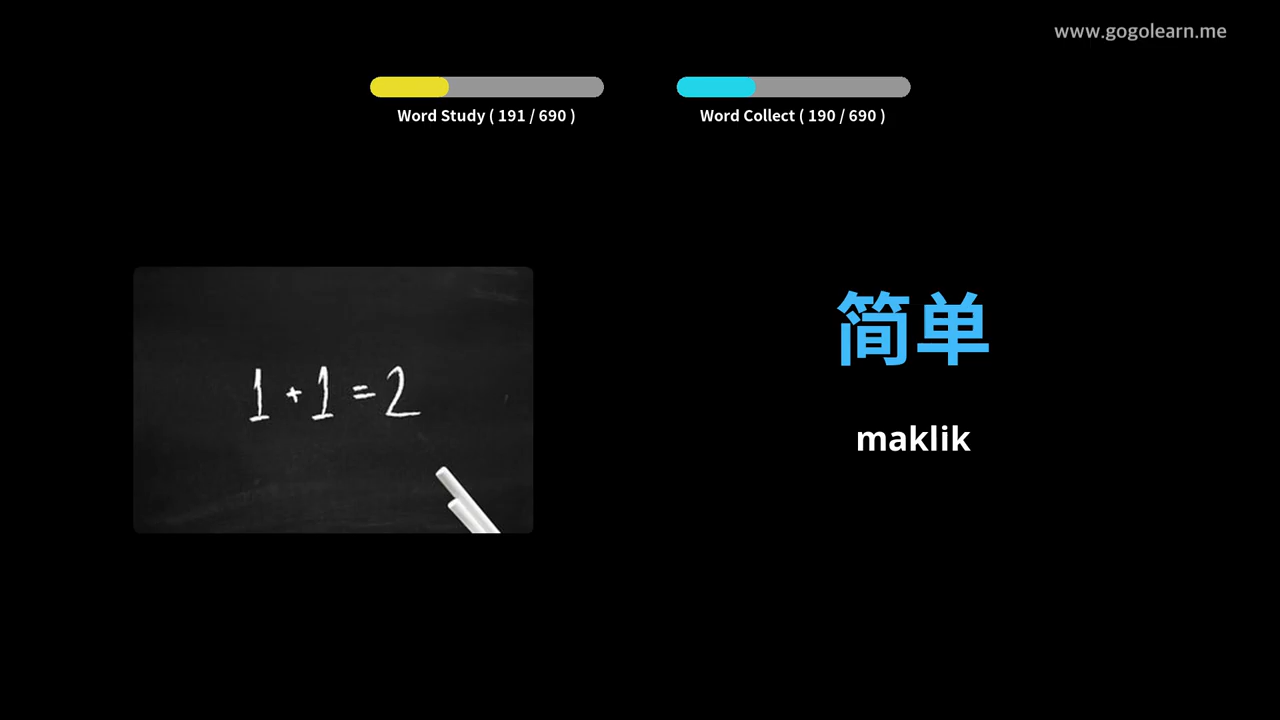 www.gogolearn.me
Word Study ( 191 / 690 )
Word Collect ( 190 / 690 )
1 + 1 = 2
简单
maklik